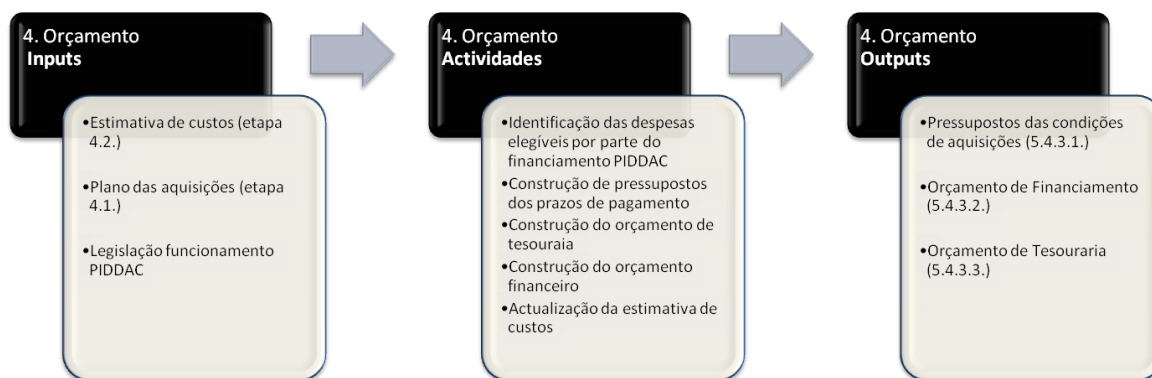 4. Orçamento
Inputs
•Estimativa de custos (etapa
4.2.)
•Plano das aquisições (etapa
4.1.)
•Legislação funcionamento
PIDDAC
4. Orçamento
Actividades
•Identificação das despesas
elegíveis por parte do
financiamento PIDDAC
•Construção de pressupostos
dos prazos de pagamento
•Construção do orçamento de
tesouraia
•Construção do orçamento
financeiro
•Actualização da estimativa de
custos
4. Orçamento
Outputs
•Pressupostos das condições
de aquisições (5.4.3.1.)
•Orçamento de Financiamento
(5.4.3.2.)
•Orçamento de Tesouraria
(5.4.3.3.)